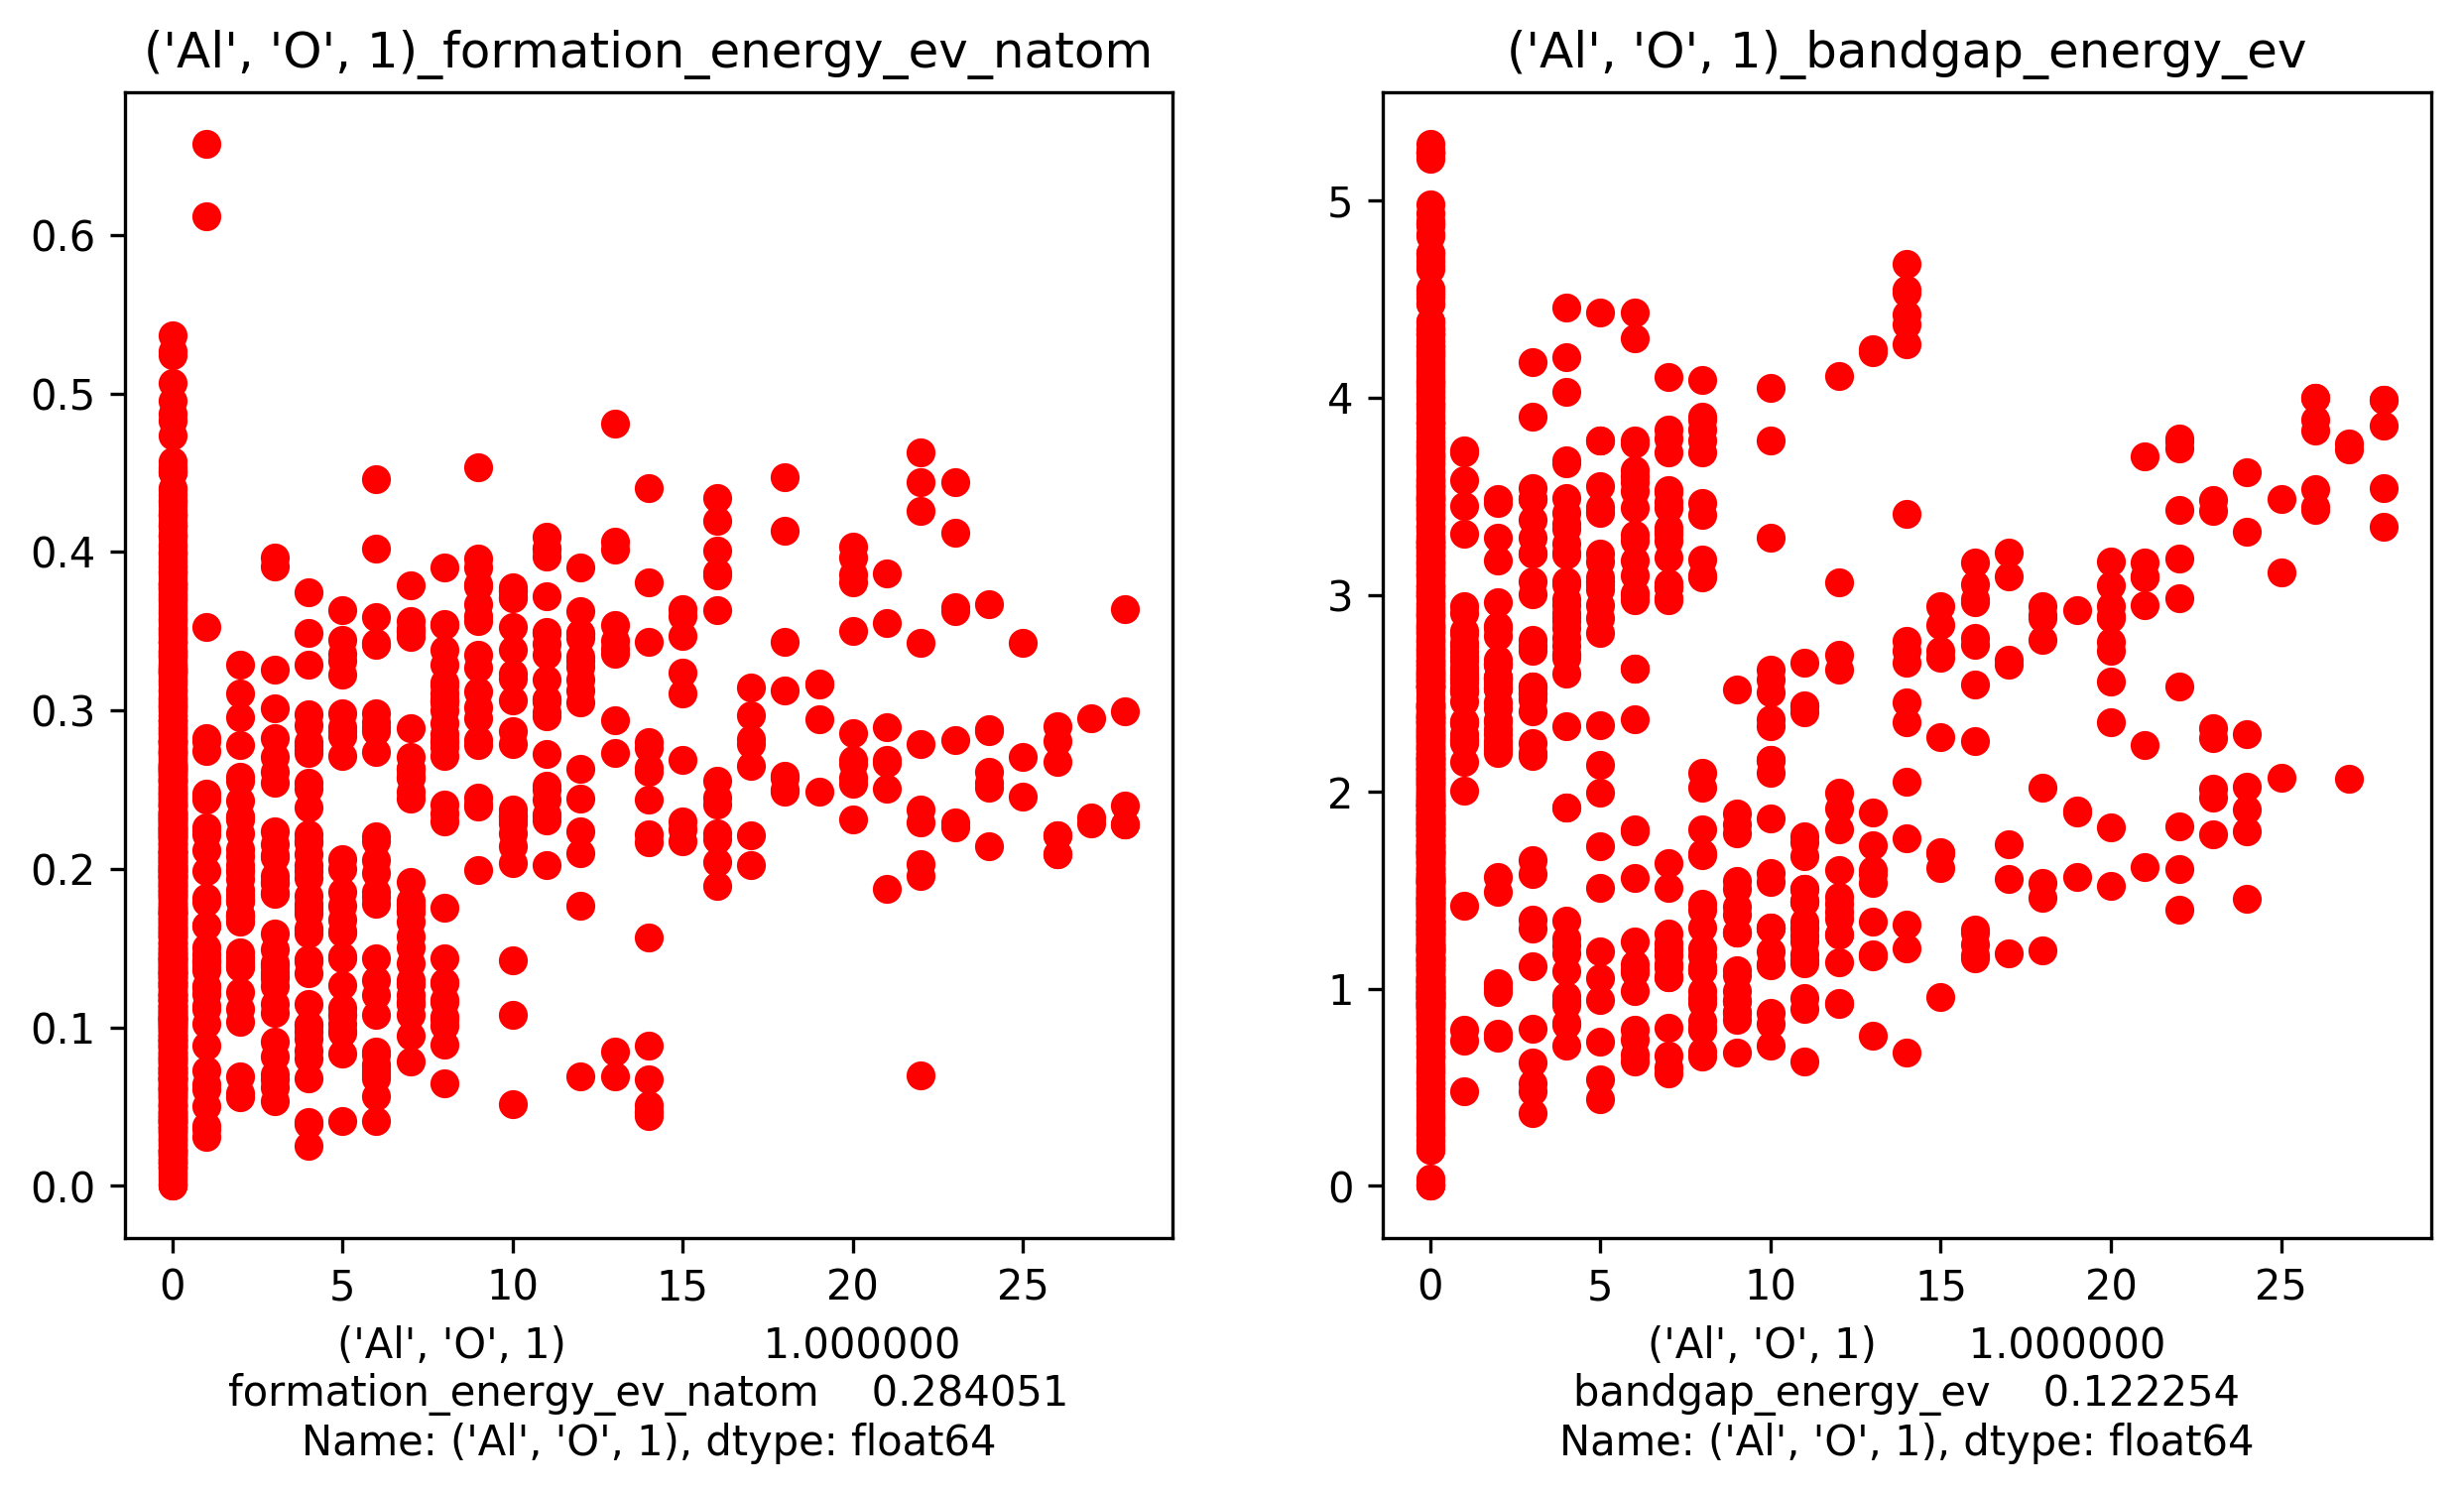 ('Al', 'O', 1)_formation_energy_ev_natom
0.6
0.5
0.4
0.3
0.2
0.1
0.0
0 5 10 15 20 25
('Al', 'O', 1) 1.000000
formation_energy_ev_natom 0.284051
Name: ('Al', 'O', 1), dtype: float64
('Al', 'O', 1)_bandgap_energy_ev
5
4
3
2
1
0
0 5 10 15 20 25
('Al', 'O', 1) 1.000000
bandgap_energy_ev 0.122254
Name: ('Al', 'O', 1), dtype: float64